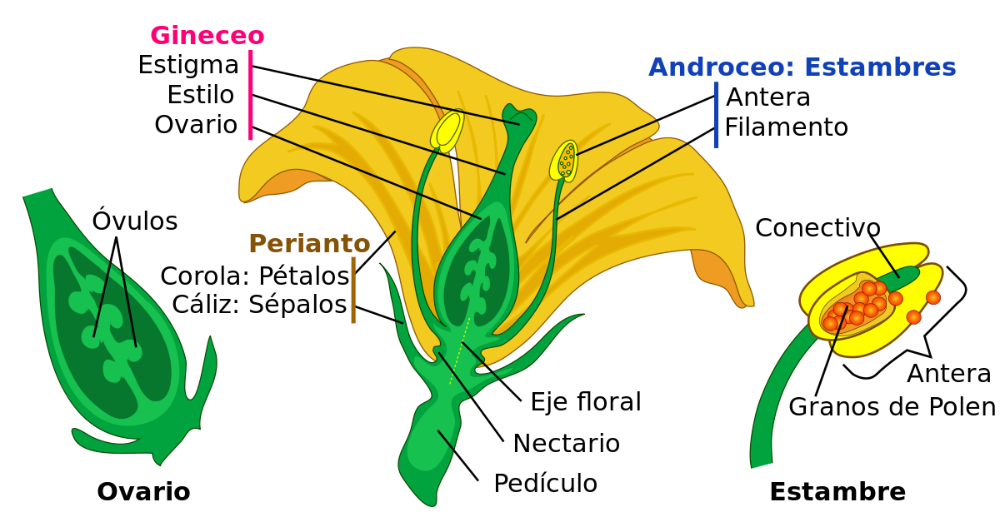 Gineceo
Estigma
Estilo
Ovario
Androceo: Estambres
Antera
Filamento
Óvulos
Perianto
Corola: Pétalos
Cáliz: Sépalos
Conectivo
Antera
Granos de Polen
Eje floral
Nectario
Pedículo
Ovario
Estambre